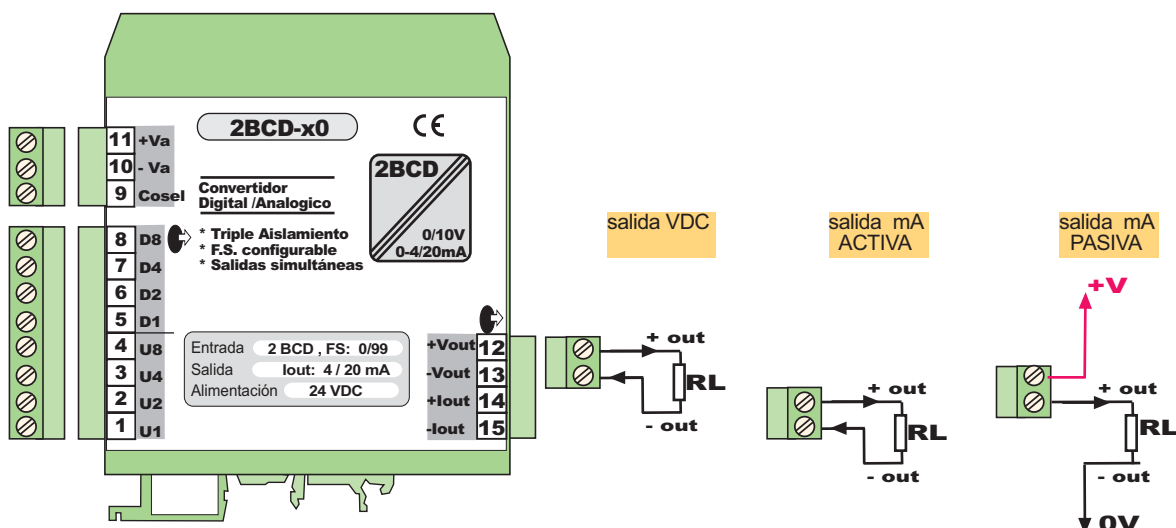 2BCD-x0
CE
11 +Va
10 - Va
9 Cosel
Convertidor
Digital /Analogico
2BCD
0/10V
0-4/20mA
* Triple Aislamiento
* F.S. configurable
* Salidas simultáneas
8 D8
7 D4
6 D2
5 D1
4 U8
3 U4
2 U2
1 U1
Entrada 2 BCD , FS: 0/99
Salida Iout: 4 / 20 mA
Alimentación 24 VDC
+Vout 12
-Vout 13
+Iout 14
-Iout 15
salida VDC
+ out
RL
- out
salida mA
ACTIVA
+ out
RL
- out
salida mA
PASIVA
+V
+ out
RL
- out
0V